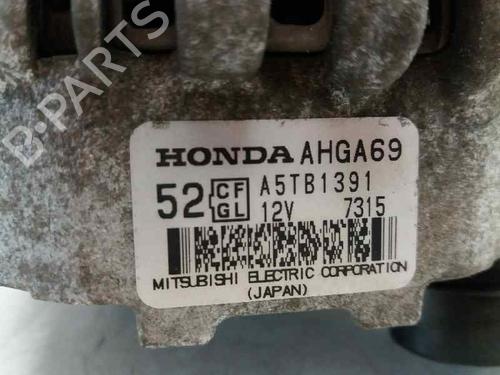 B-PARTS
HONDA AHGA69
52 CF GL A5TB1391
12V 7315
MITSUBISHI ELECTRIC CORPORATION
(JAPAN)